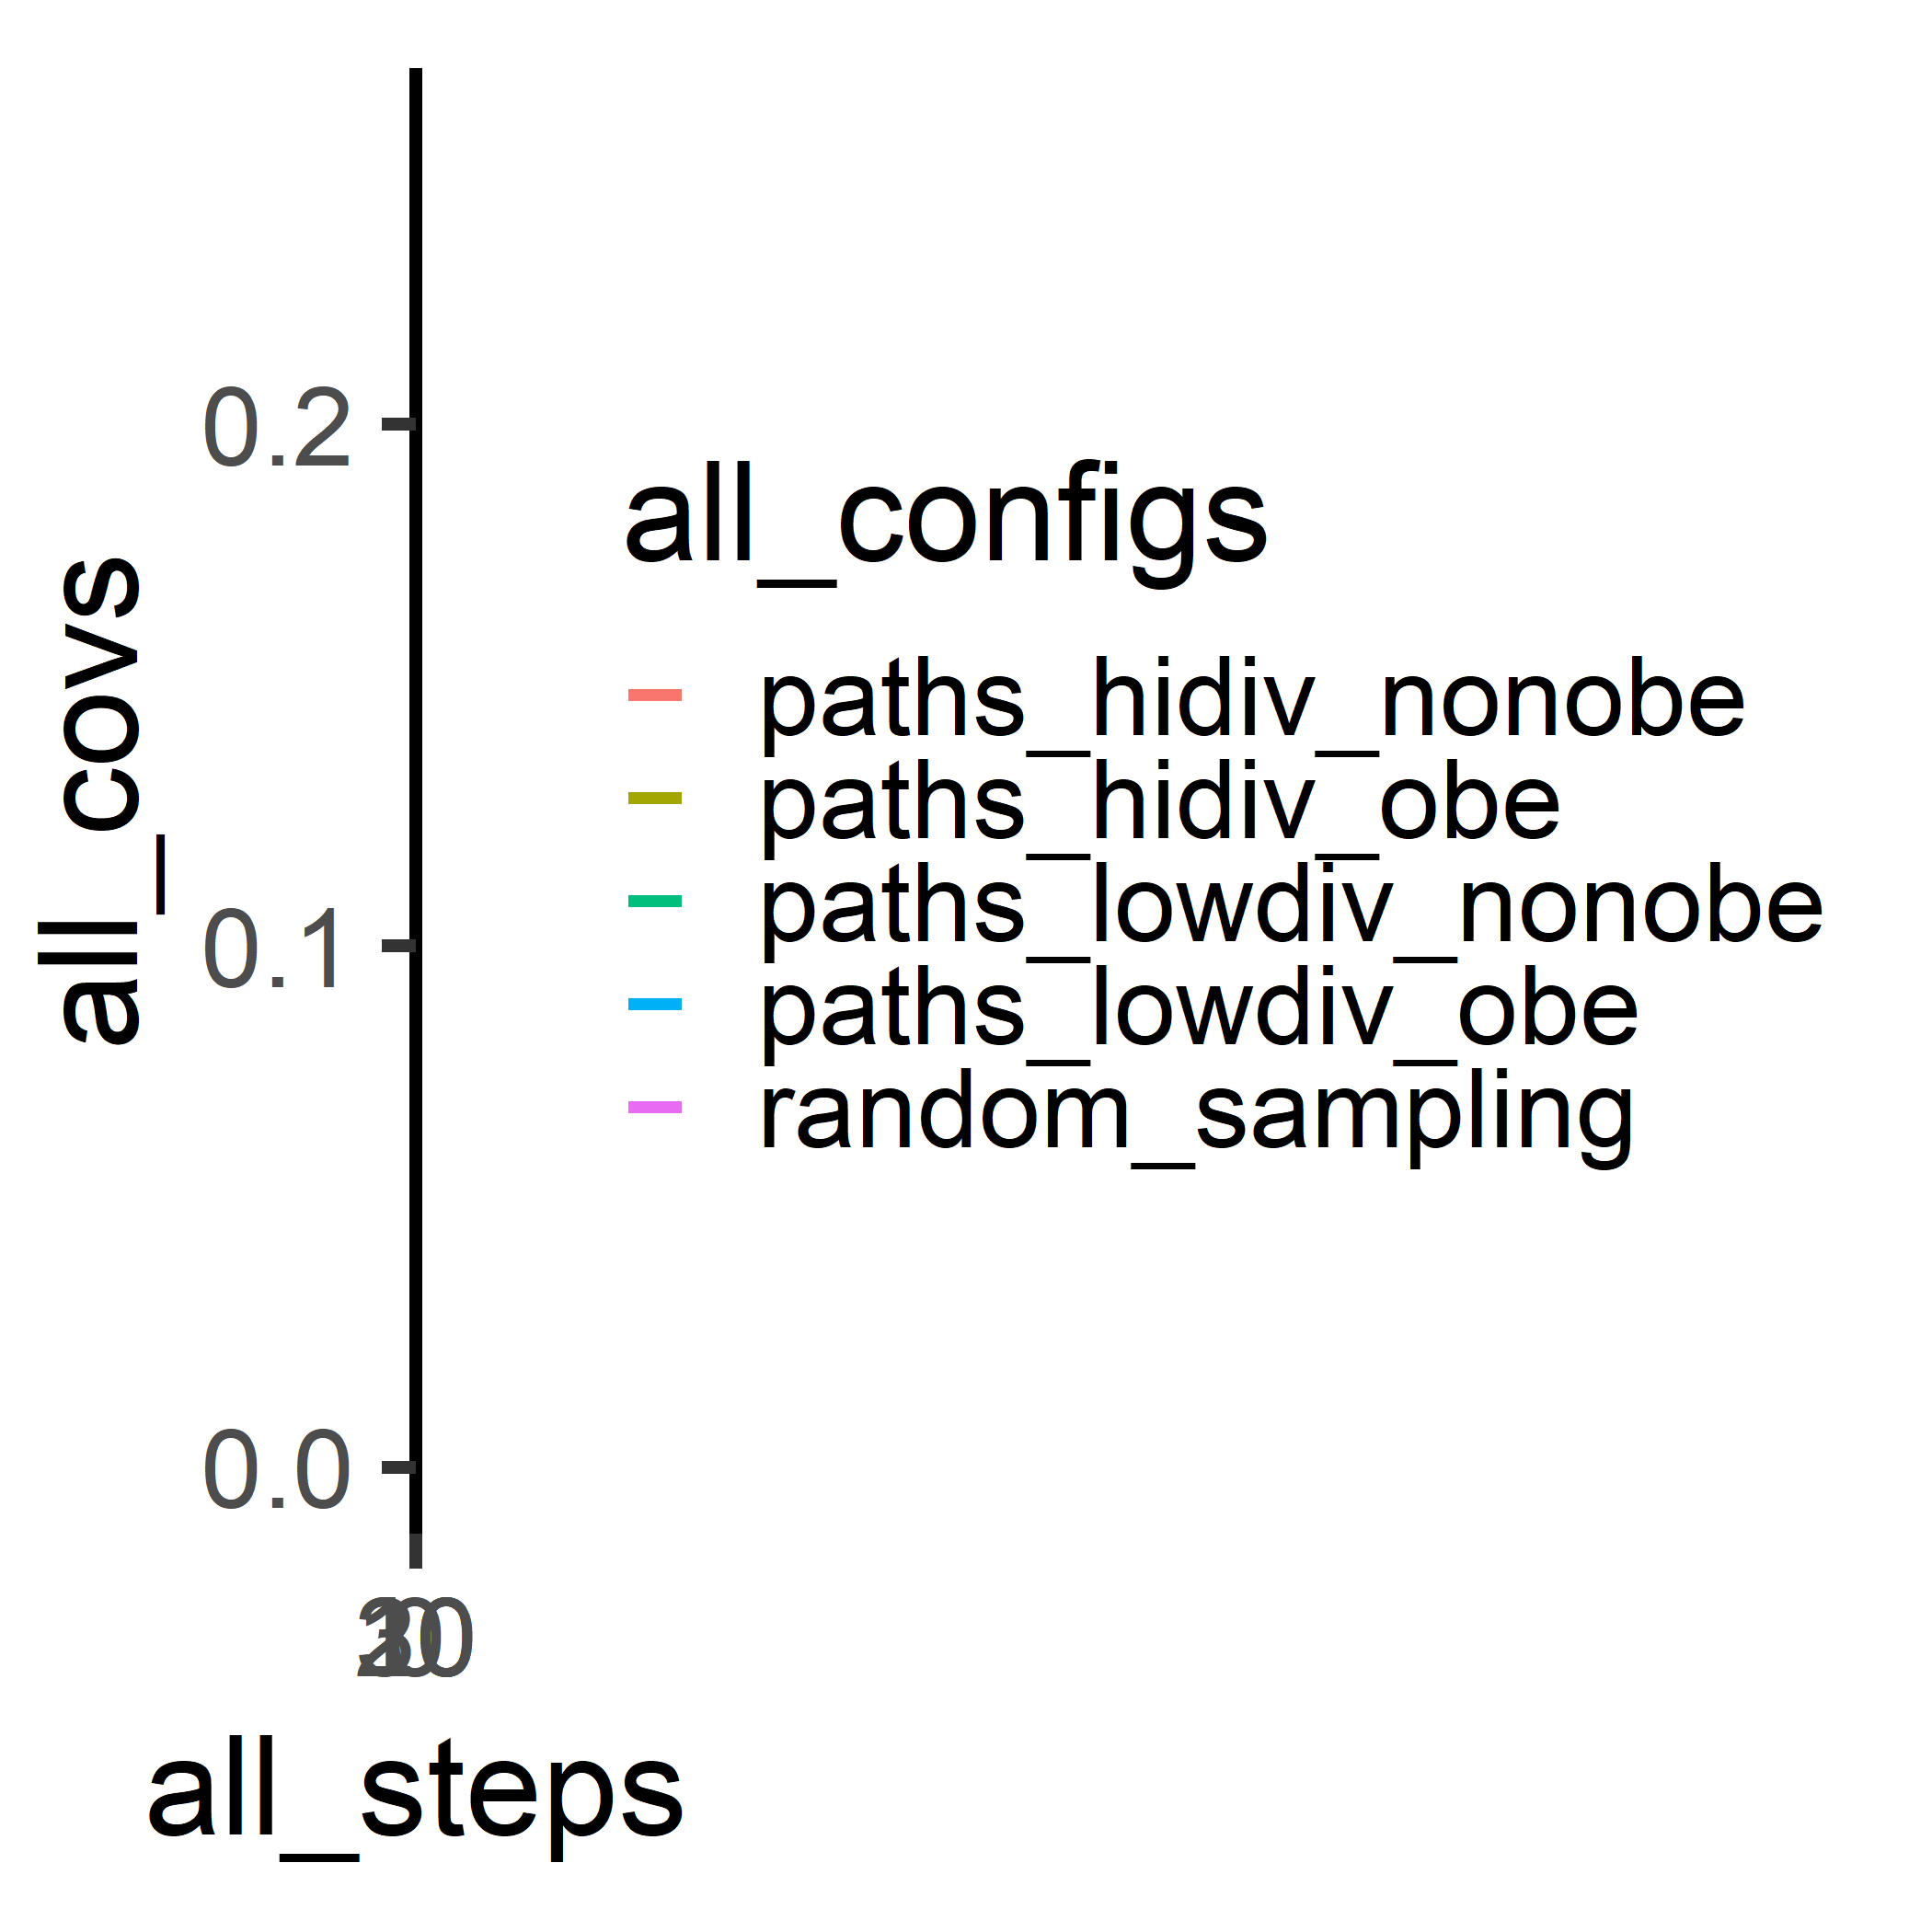 all_covs
0.2
0.1
0.0
all_configs
paths_hidiv_nonobe
paths_hidiv_obe
paths_lowdiv_nonobe
paths_lowdiv_obe
random_sampling
all_steps